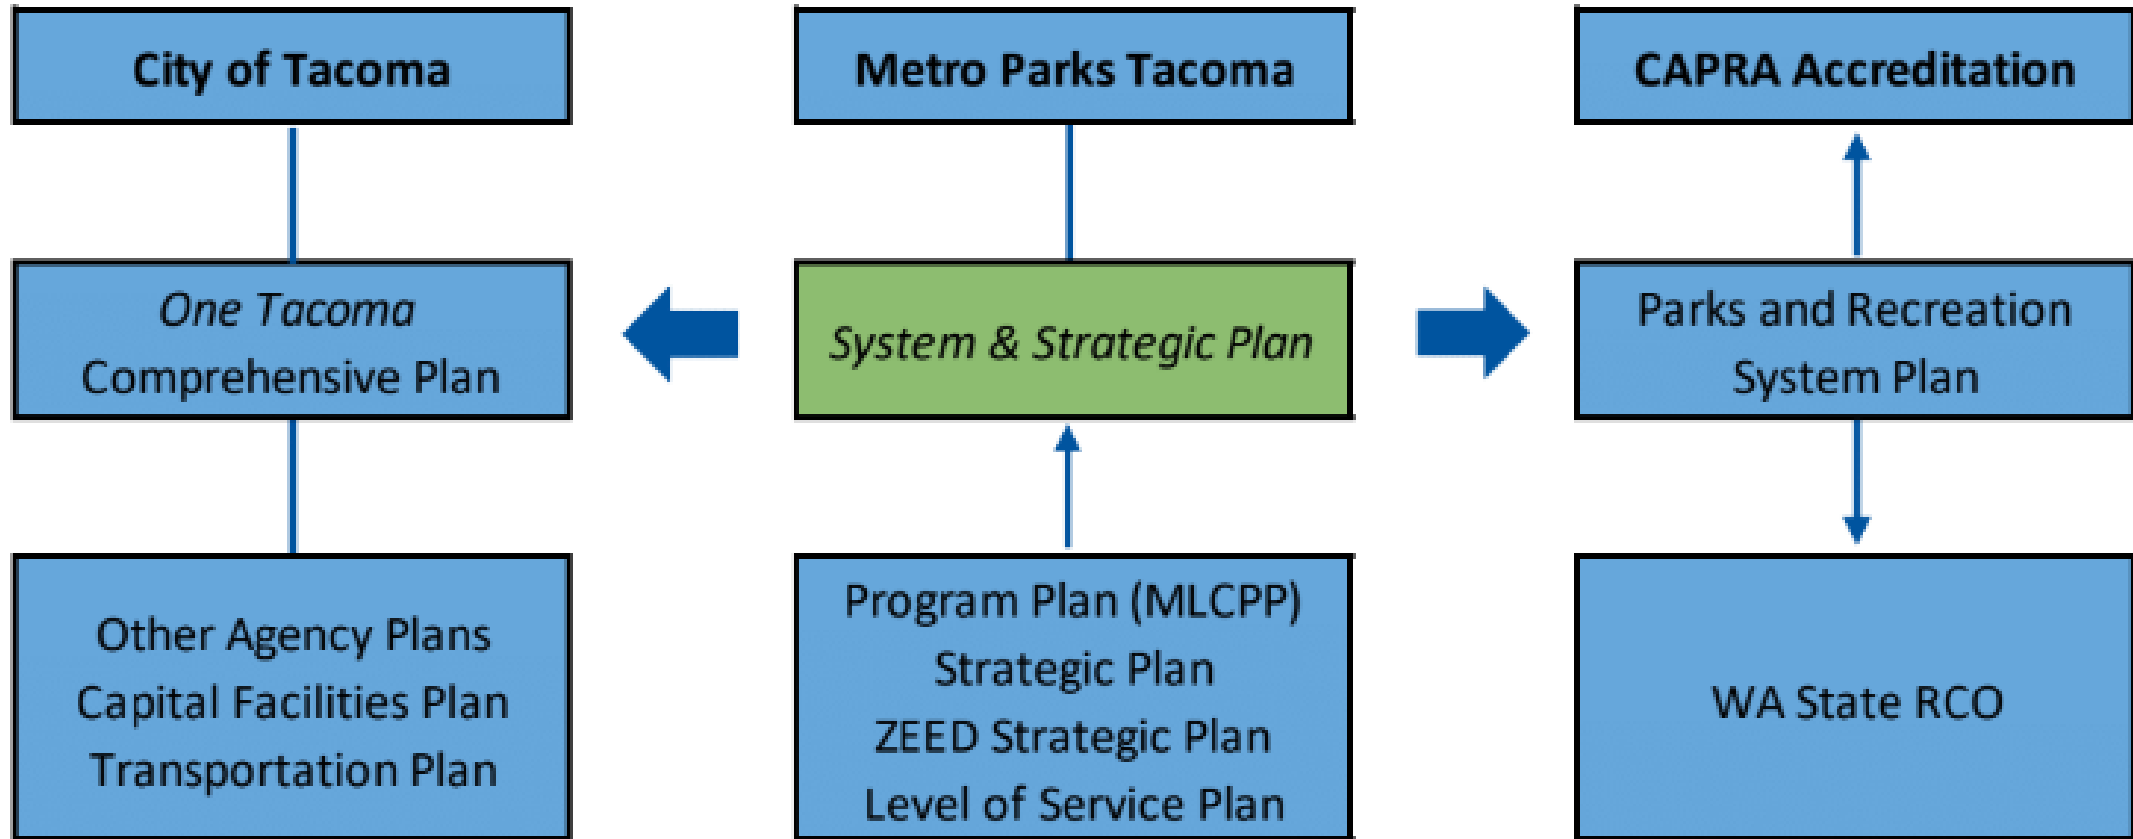 City of Tacoma
Metro Parks Tacoma
CAPRA Accreditation
One Tacoma
Comprehensive Plan
System & Strategic Plan
Parks and Recreation
System Plan
Other Agency Plans
Capital Facilities Plan
Transportation Plan
Program Plan (MLCPP)
Strategic Plan
ZEED Strategic Plan
Level of Service Plan
WA State RCO